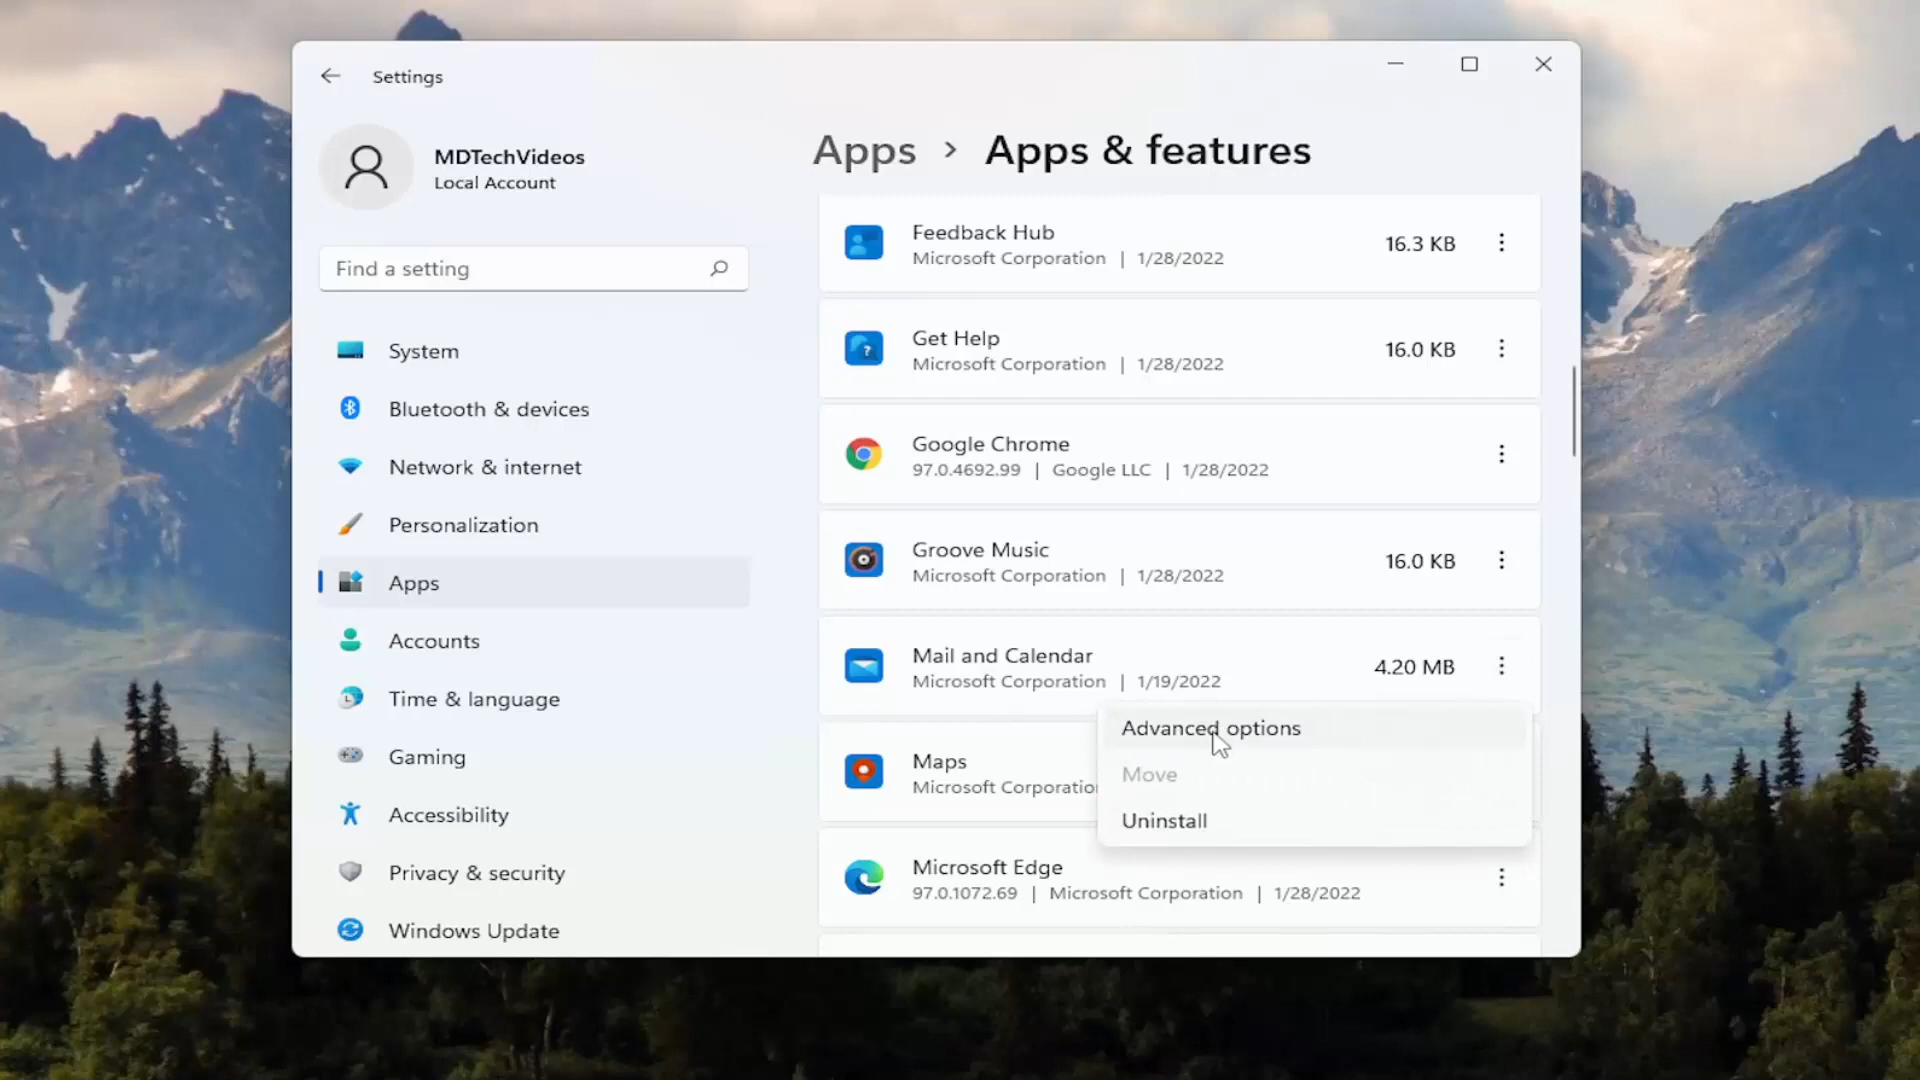 Settings
MDTechVideos
Local Account
Find a setting
System
Bluetooth & devices
Network & internet
Personalization
Apps
Accounts
Time & language
Gaming
Accessibility
Privacy & security
Windows Update
Apps > Apps & features
Feedback Hub
Microsoft Corporation | 1/28/2022
16.3 KB
Get Help
Microsoft Corporation | 1/28/2022
16.0 KB
Google Chrome
97.0.4692.99 | Google LLC | 1/28/2022
Groove Music
Microsoft Corporation | 1/28/2022
16.0 KB
Mail and Calendar
Microsoft Corporation | 1/19/2022
4.20 MB
Advanced options
Move
Uninstall
Maps
Microsoft Corporatio
Microsoft Edge
97.0.1072.69 | Microsoft Corporation | 1/28/2022